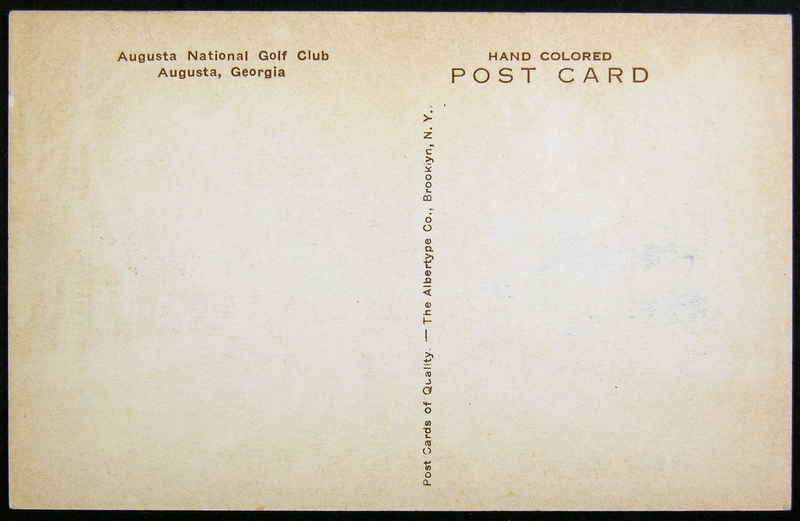 Augusta National Golf Club
Augusta, Georgia
HAND COLORED
POST CARD
Post Cards of Quality. — The Albertype Co., Brooklyn, N. Y.